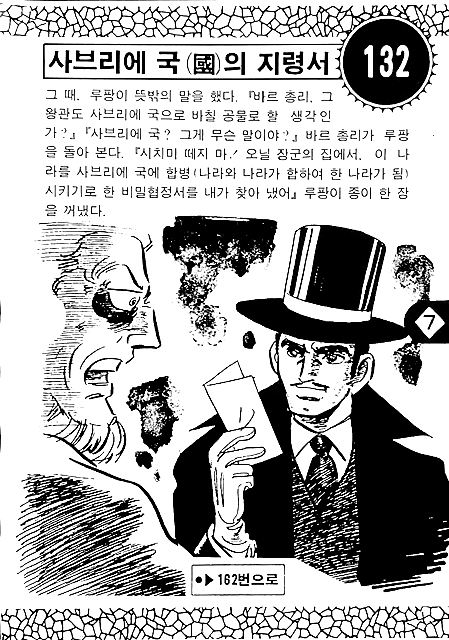 사브리에 국(國)의 지령서
132
그 때, 루팡이 뜻밖의 말을 했다. 『바르 총리. 그
왕관도 사브리에 국으로 바칠 공물로 할 생각인
가?』『사브리에 국? 그게 무슨 말이야?』 바르 총리가 루팡
을 돌아 본다. 『시치미 떼지 마.! 오닐 장군의 집에서, 이 나
라를 사브리에 국에 합병(나라와 나라가 합하여 한 나라가 됨)
시키기로 한 비밀협정서를 내가 찾아 냈어』 루팡이 종이 한 장
을 꺼냈다.
7
●▶162번으로